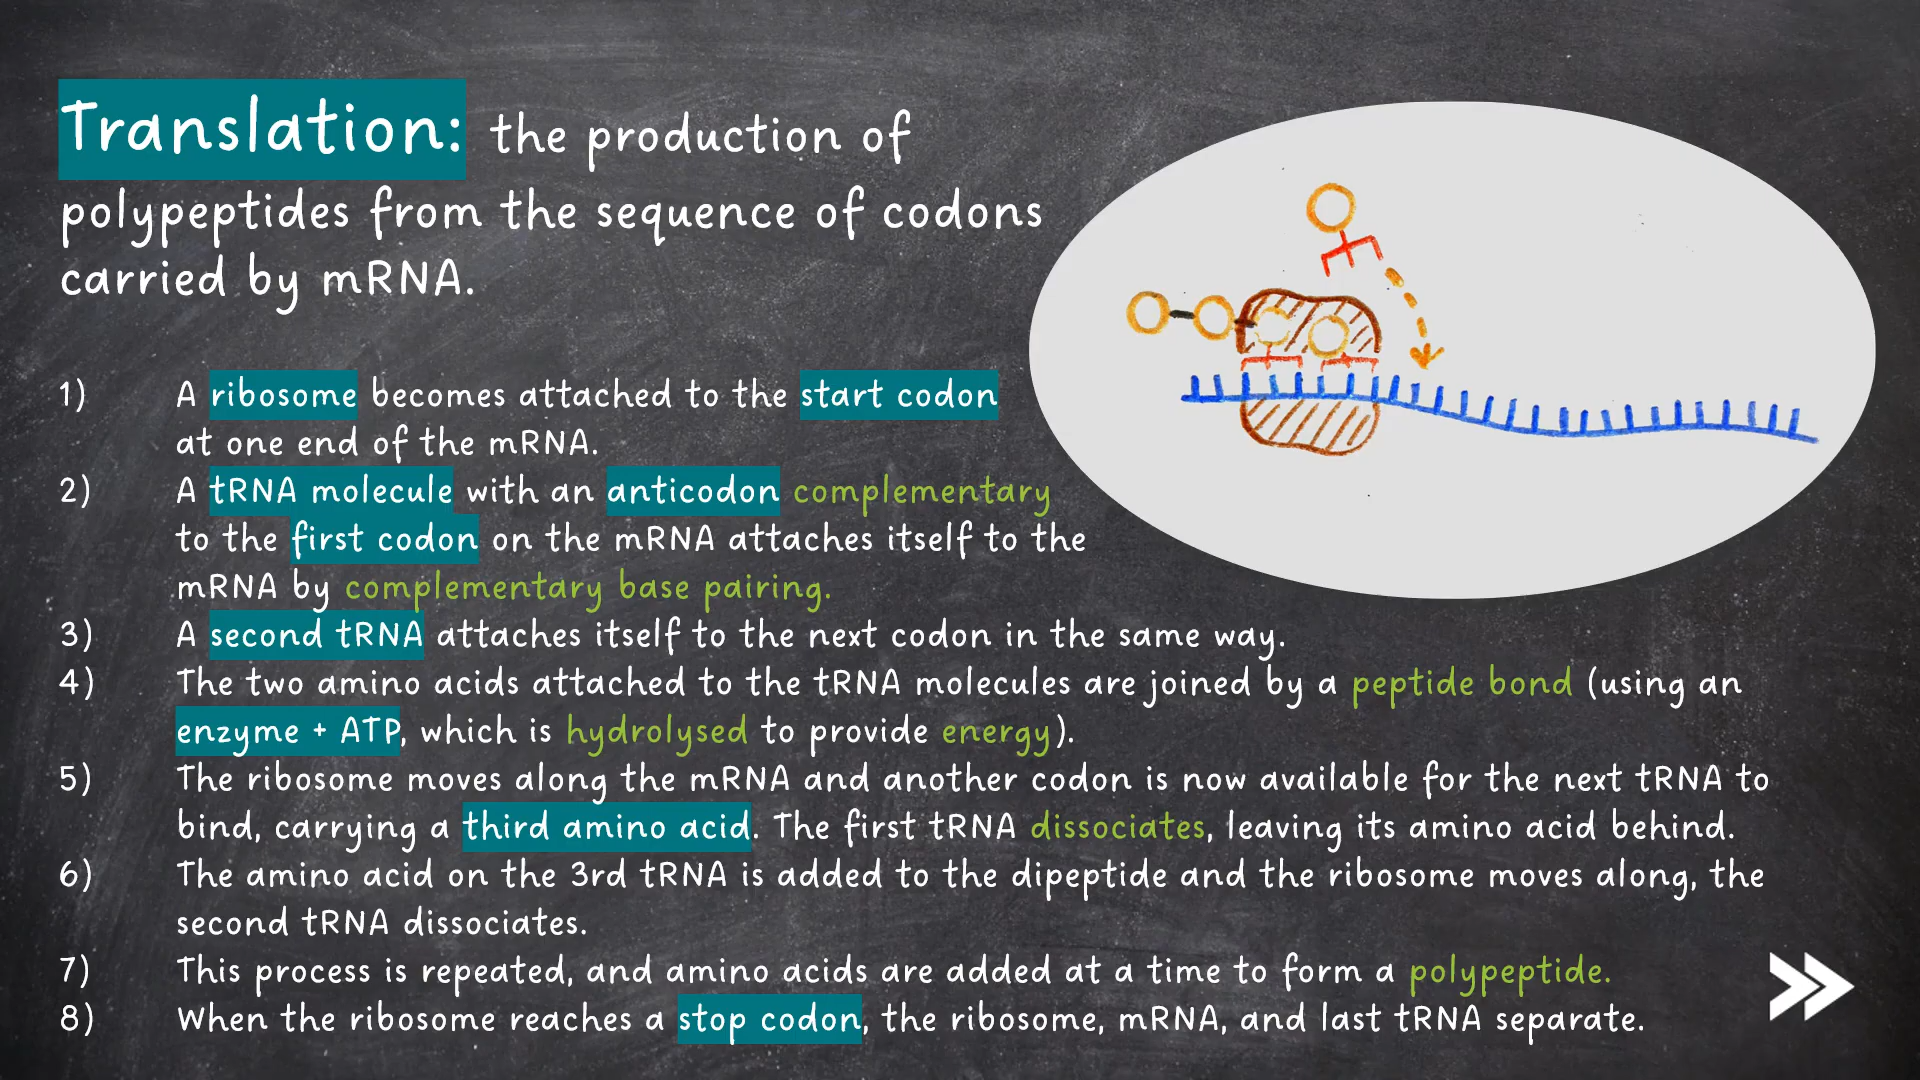 Translation: the production of
polypeptides from the sequence of codons
carried by mRNA.
1) A ribosome becomes attached to the start codon
at one end of the mRNA.
2) A tRNA molecule with an anticodon complementary
to the first codon on the mRNA attaches itself to the
mRNA by complementary base pairing.
3) A second tRNA attaches itself to the next codon in the same way.
4) The two amino acids attached to the tRNA molecules are joined by a peptide bond (using an
enzyme + ATP, which is hydrolysed to provide energy).
5) The ribosome moves along the mRNA and another codon is now available for the next tRNA to
bind, carrying a third amino acid. The first tRNA dissociates, leaving its amino acid behind.
6) The amino acid on the 3rd tRNA is added to the dipeptide and the ribosome moves along, the
second tRNA dissociates.
7) This process is repeated, and amino acids are added at a time to form a polypeptide.
8) When the ribosome reaches a stop codon, the ribosome, mRNA, and last tRNA separate.